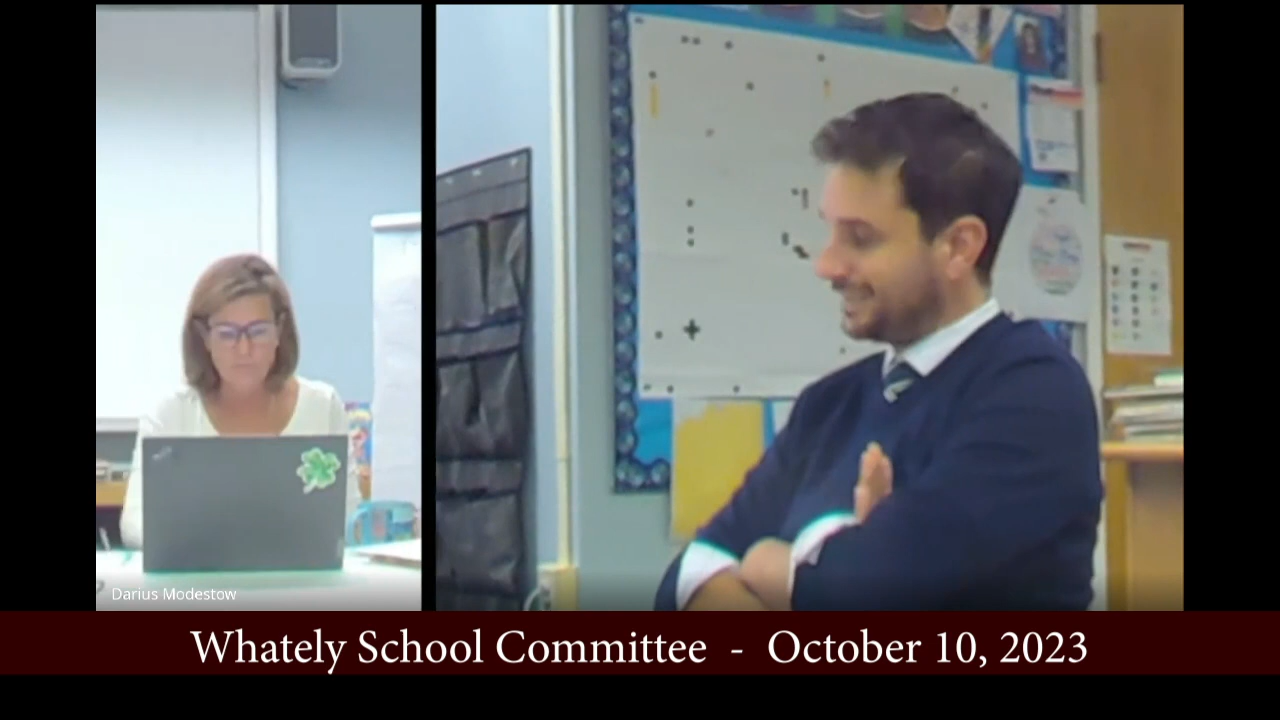 Darius Modestow
Whately School Committee - October 10, 2023